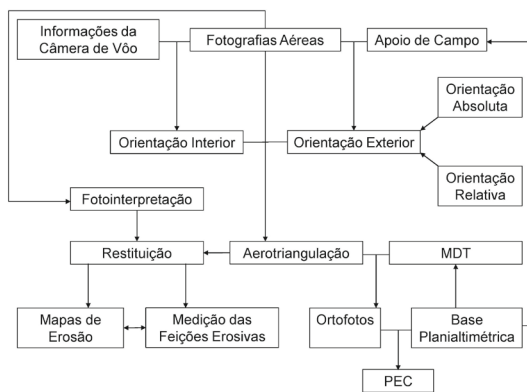 Informações da
Câmera de Vôo
Fotografias Aéreas
Apoio de Campo
Orientação
Absoluta
Orientação Interior
Orientação Exterior
Orientação
Relativa
Fotointerpretação
Restituição
Aerotriangulação
MDT
Mapas de
Erosão
Medição das
Feições Erosivas
Ortofotos
Base
Planialtimétrica
PEC